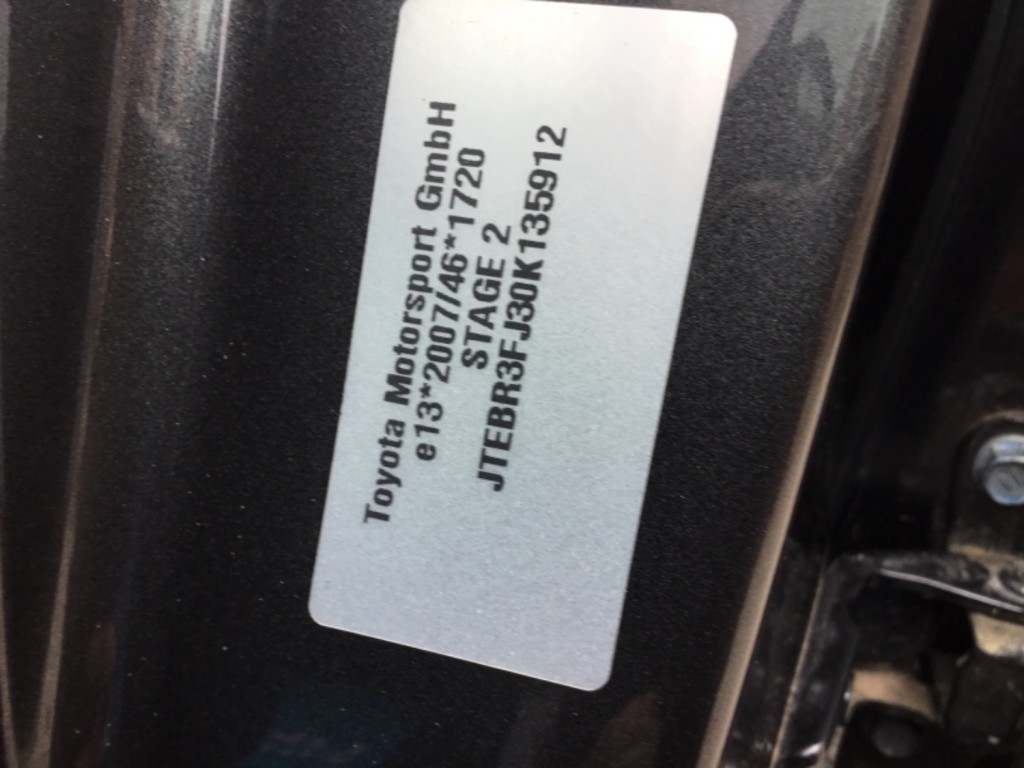 Toyota Motorsport GmbH
e13*2007/46*1720
STAGE 2
JTEBR3FJ30K135912